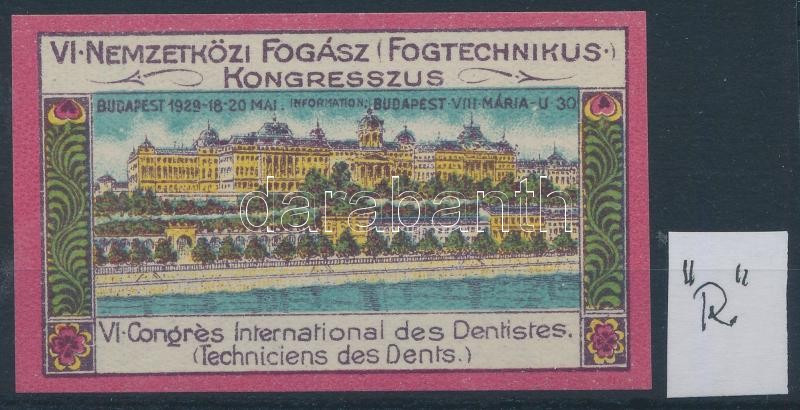 VI·NEMZETKÖZI FOGÁSZ (FOGTECHNIKUS·)
KONGRESSZUS
BUDAPEST 1929-18-20 MAI. INFORMATION: BUDAPEST-VIII-MÁRIA-U-30
darabanth
"R."
VI·Congrès International des Dentistes.
(Techniciens des Dents.)